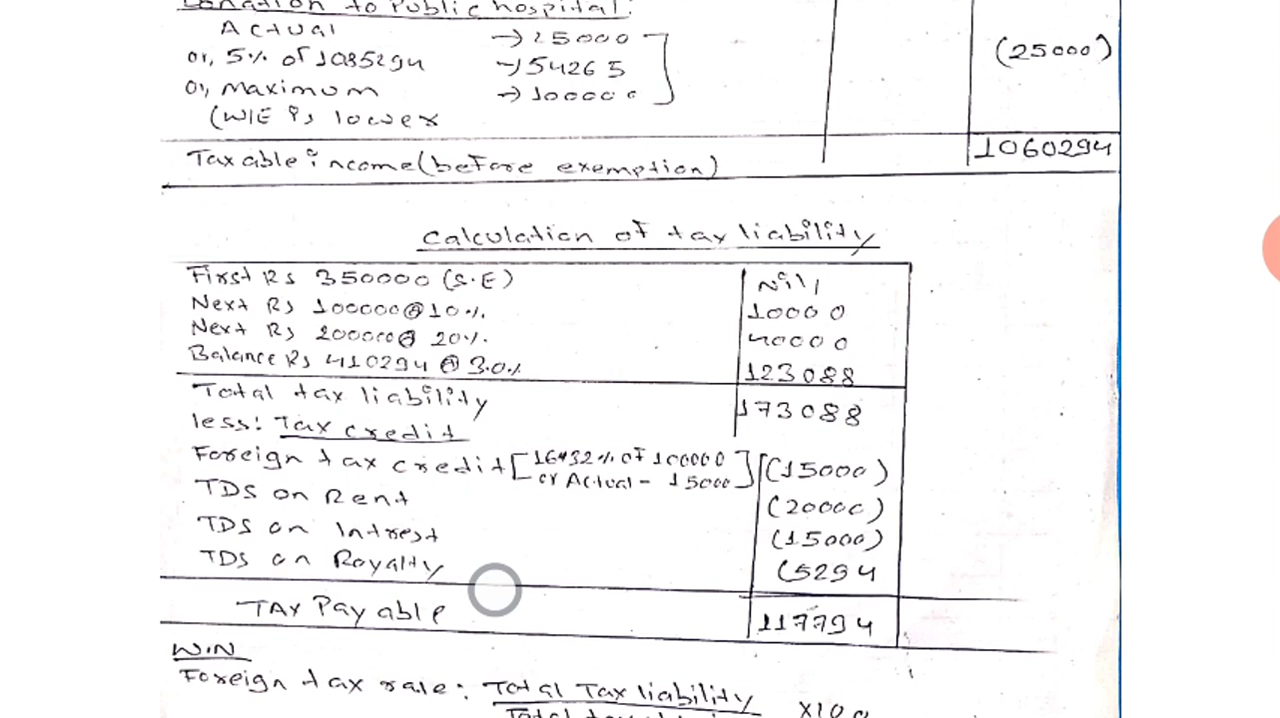 Donation to Public hospital:
Actual → 25000
or, 5% of 1085294 → 54265 (25000)
or, maximum → 100000
(W/E is lower
Taxable income (before exemption) 1060294
Calculation of tax liability
First Rs 350000 (S.E) Nil
Next Rs 100000 @ 10% 10000
Next Rs 200000 @ 20% 40000
Balance Rs 410294 @ 30% 123088
Total tax liability 173088
less: Tax credit
Foreign tax credit [16.32% of 100000 or Actual - 15000] (15000)
TDS on Rent (20000)
TDS on Intrest (15000)
TDS on Royalty (5294
TAX Payable 117794
W.N
Foreign tax rate: Total Tax liability × 100